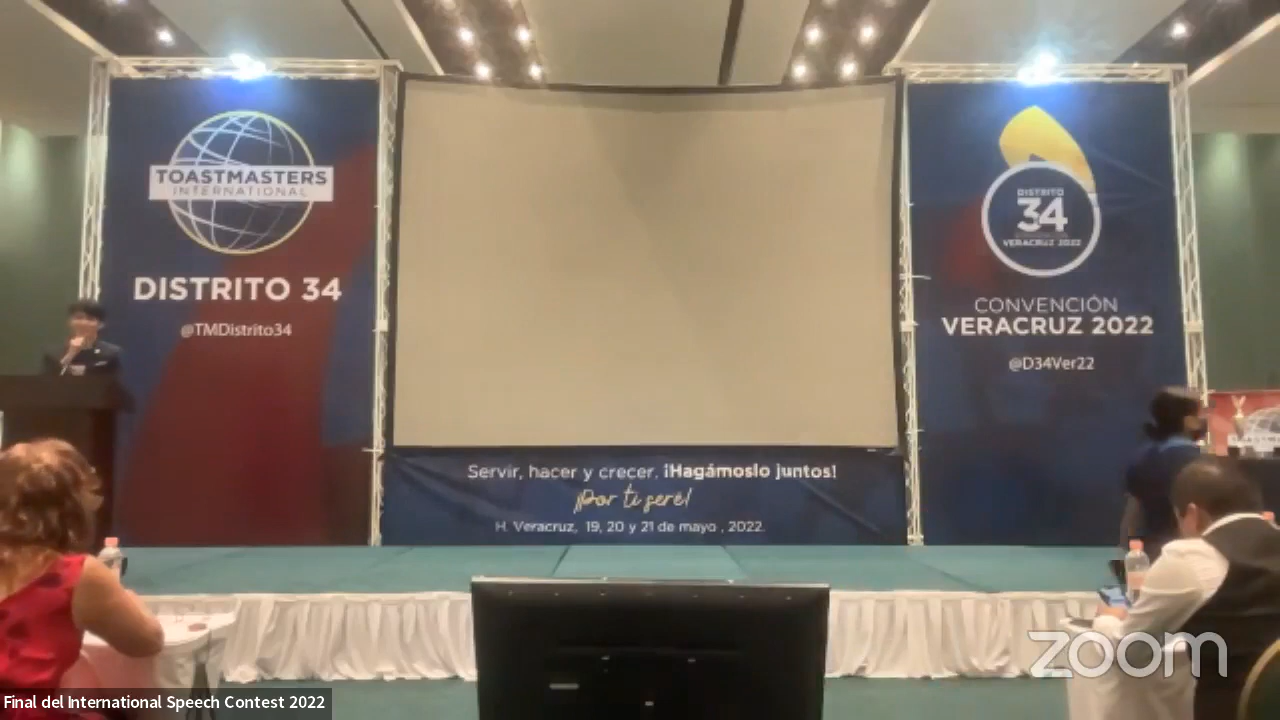 TOASTMASTERS
INTERNATIONAL
DISTRITO 34
@TMDistrito34
DISTRITO
34
VERACRUZ 2022
CONVENCIÓN
VERACRUZ 2022
@D34Ver22
Servir, hacer y crecer. ¡Hagámoslo juntos!
¡Por ti seré!
H. Veracruz, 19, 20 y 21 de mayo , 2022.
zoom
Final del International Speech Contest 2022